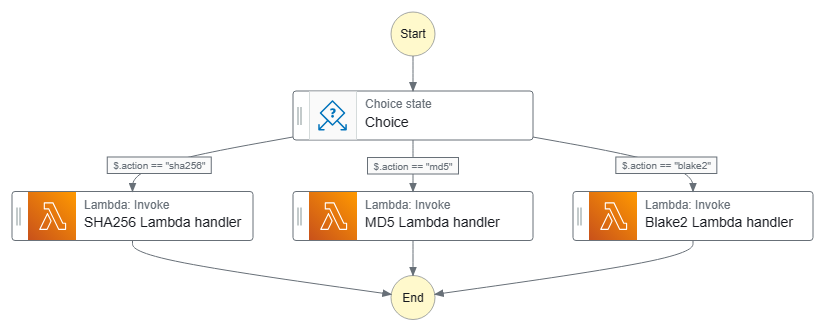 Start
?
Choice state
Choice
$.action == "sha256"
$.action == "md5"
$.action == "blake2"
Lambda: Invoke
SHA256 Lambda handler
Lambda: Invoke
MD5 Lambda handler
Lambda: Invoke
Blake2 Lambda handler
End